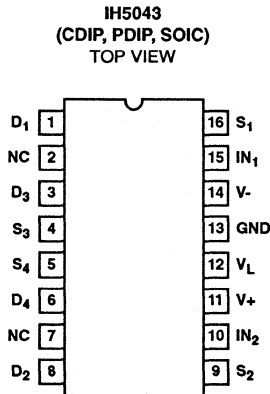 IH5043
(CDIP, PDIP, SOIC)
TOP VIEW
D1 1 16 S1
NC 2 15 IN1
D3 3 14 V-
S3 4 13 GND
S4 5 12 VL
D4 6 11 V+
NC 7 10 IN2
D2 8 9 S2